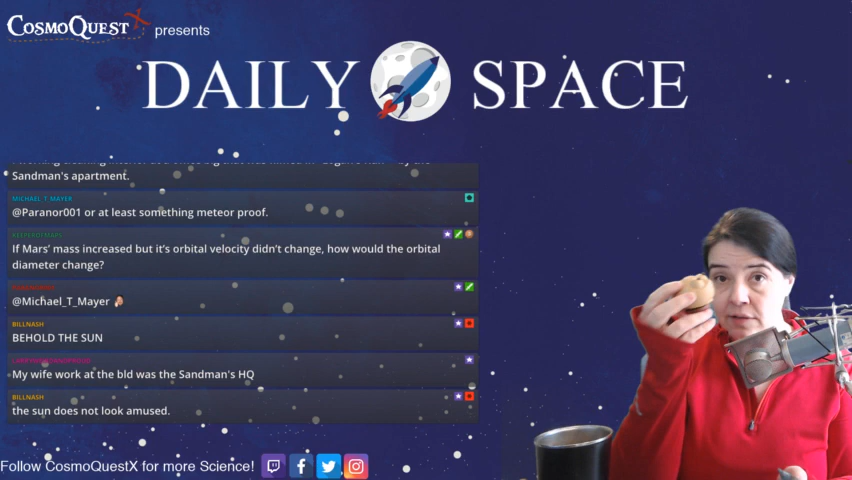 CosmoQuestX presents
DAILY SPACE
Sandman's apartment.
MICHAEL T MAYER
@Paranor001 or at least something meteor proof.
If Mars' mass increased but it's orbital velocity didn't change, how would the orbital
diameter change?
@Michael_T_Mayer
BILLNASH
BEHOLD THE SUN
My wife work at the bld was the Sandman's HQ
BILLNASH
the sun does not look amused.
Follow CosmoQuestX for more Science!